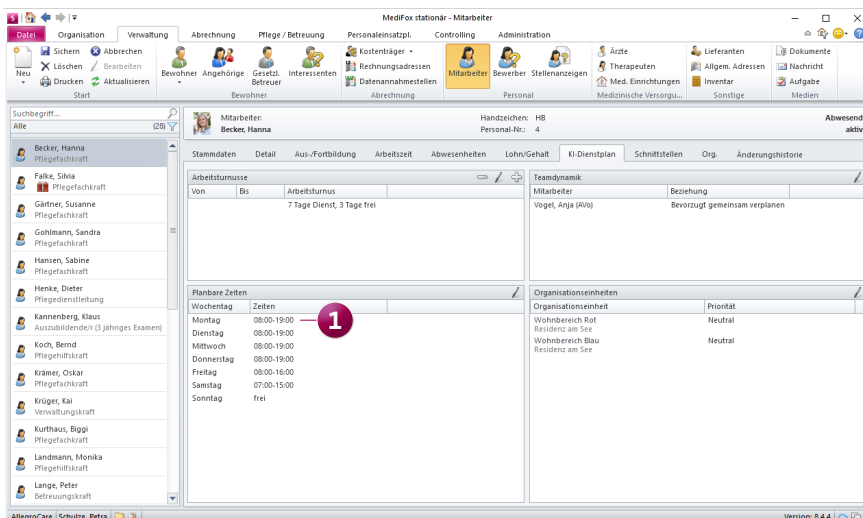 MediFox stationär - Mitarbeiter
Datei Organisation Verwaltung Abrechnung Pflege / Betreuung Personaleinsatzpl. Controlling Administration
Neu
Sichern Abbrechen
Löschen Bearbeiten
Drucken Aktualisieren
Start
Bewohner Angehörige Gesetzl. Betreuer Interessenten
Bewohner
Kostenträger
Rechnungsadressen
Datenannahmestellen
Abrechnung
Mitarbeiter Bewerber Stellenanzeigen
Personal
Ärzte
Therapeuten
Med. Einrichtungen
Medizinische Versorgu...
Lieferanten
Allgem. Adressen
Inventar
Sonstige
Dokumente
Nachricht
Aufgabe
Medien
Suchbegriff...
Alle (28)
Becker, Hanna
Pflegefachkraft
Falke, Silvia
Pflegefachkraft
Gärtner, Susanne
Pflegefachkraft
Gohlmann, Sandra
Pflegefachkraft
Hansen, Sabine
Pflegefachkraft
Henke, Dieter
Pflegedienstleitung
Kannenberg, Klaus
Auszubildende/r (3 jähriges Examen)
Koch, Bernd
Pflegehilfskraft
Krämer, Oskar
Pflegefachkraft
Krüger, Kai
Verwaltungskraft
Kurthaus, Biggi
Pflegefachkraft
Landmann, Monika
Pflegehilfskraft
Lange, Peter
Betreuungskraft
Mitarbeiter: Handzeichen: HB Abwesend
Becker, Hanna Personal-Nr.: 4 aktiv
Stammdaten Detail Aus-/Fortbildung Arbeitszeit Abwesenheiten Lohn/Gehalt KI-Dienstplan Schnittstellen Org. Änderungshistorie
Arbeitsturnusse
Von Bis Arbeitsturnus
7 Tage Dienst, 3 Tage frei
Teamdynamik
Mitarbeiter Beziehung
Vogel, Anja (AVo) Bevorzugt gemeinsam verplanen
Planbare Zeiten
Wochentag Zeiten
Montag 08:00-19:00
1
Dienstag 08:00-19:00
Mittwoch 08:00-19:00
Donnerstag 08:00-19:00
Freitag 08:00-16:00
Samstag 07:00-15:00
Sonntag frei
Organisationseinheiten
Organisationseinheit Priorität
Wohnbereich Rot Neutral
Residenz am See
Wohnbereich Blau Neutral
Residenz am See
AllegroCare Schulze, Petra Version: 8.4.4